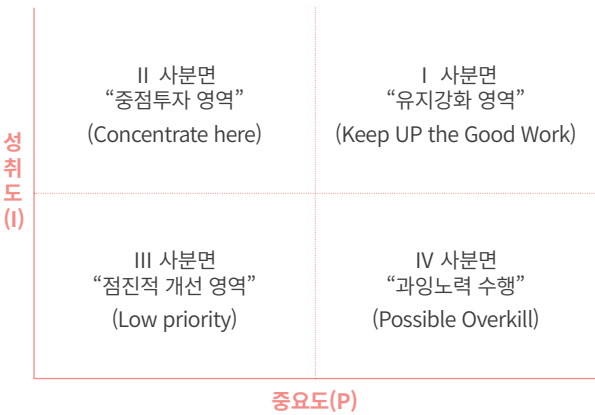 II 사분면
“중점투자 영역”
(Concentrate here)
I 사분면
“유지강화 영역”
(Keep UP the Good Work)
성취도(I)
III 사분면
“점진적 개선 영역”
(Low priority)
IV 사분면
“과잉노력 수행”
(Possible Overkill)
중요도(P)